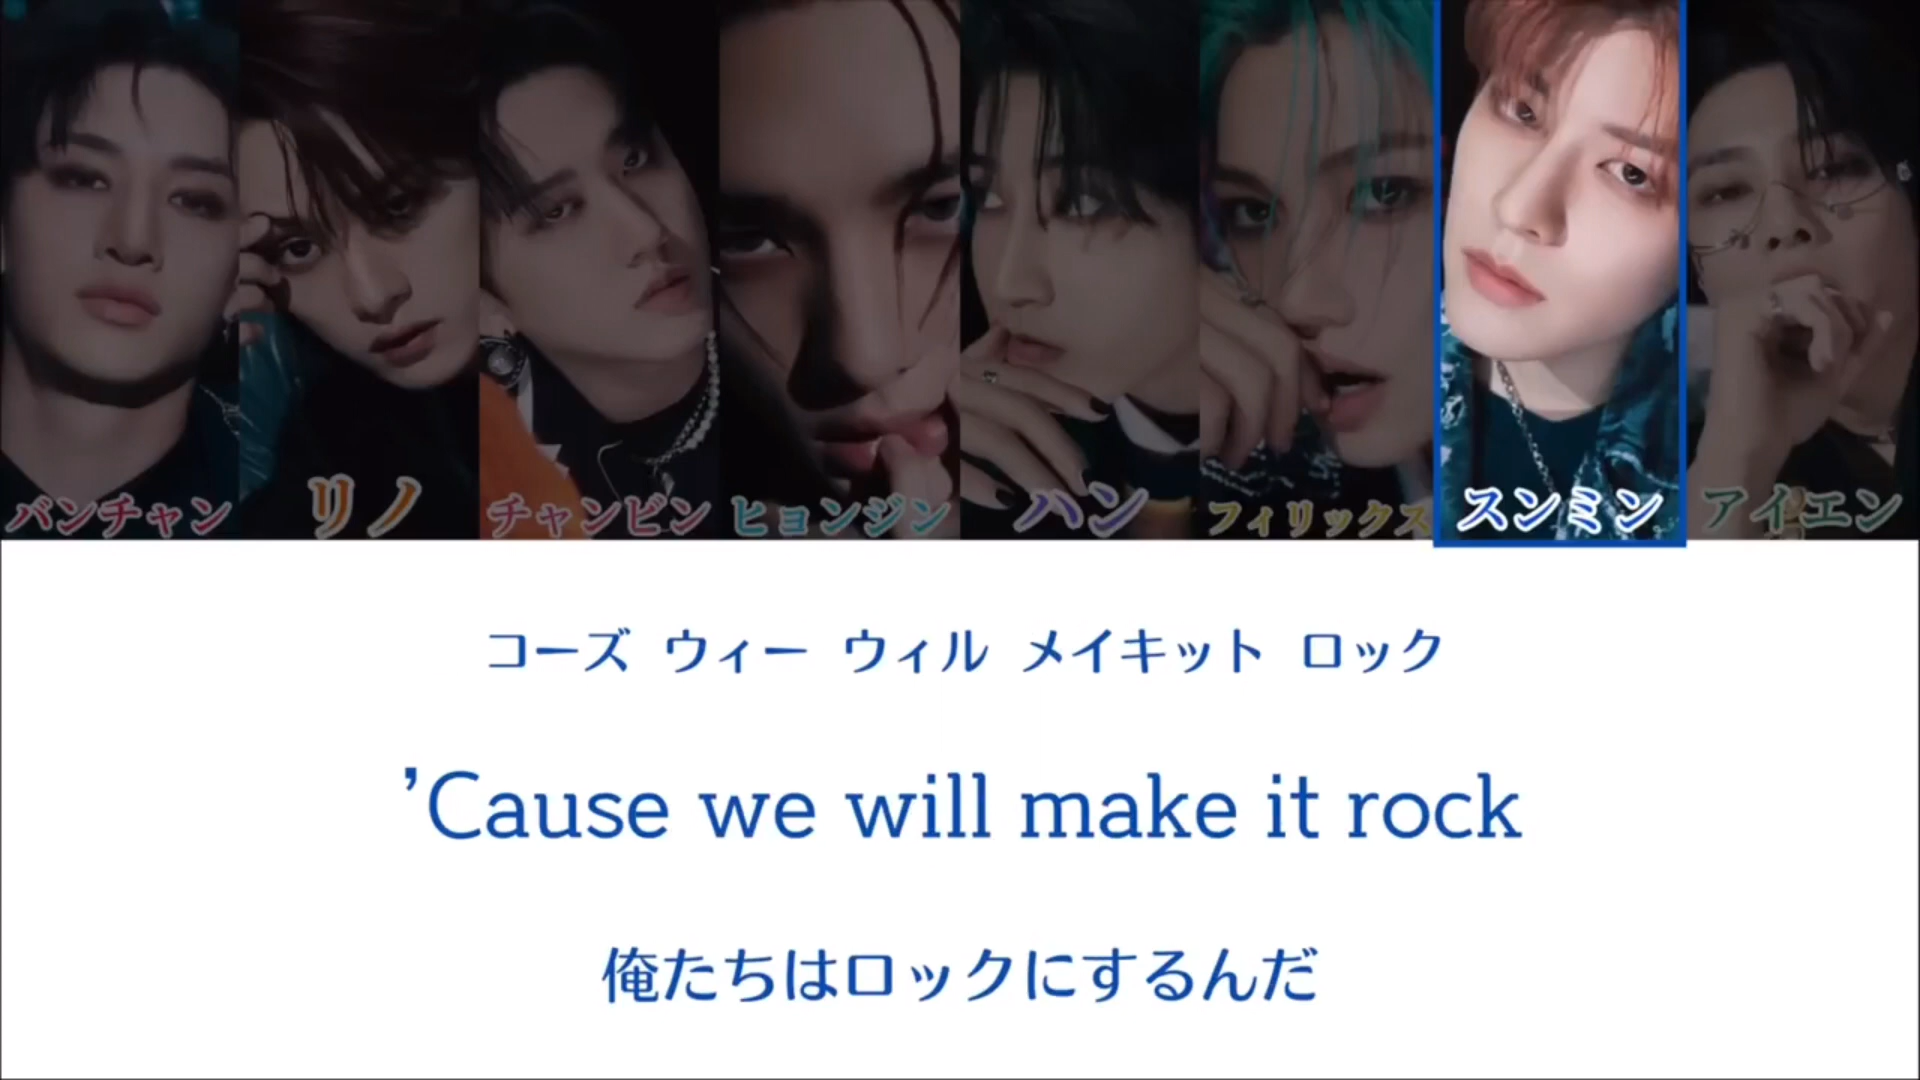 バンチャン リノ チャンビン ヒョンジン ハン フィリックス スンミン アイエン
コーズ ウィー ウィル メイキット ロック
’Cause we will make it rock
俺たちはロックにするんだ